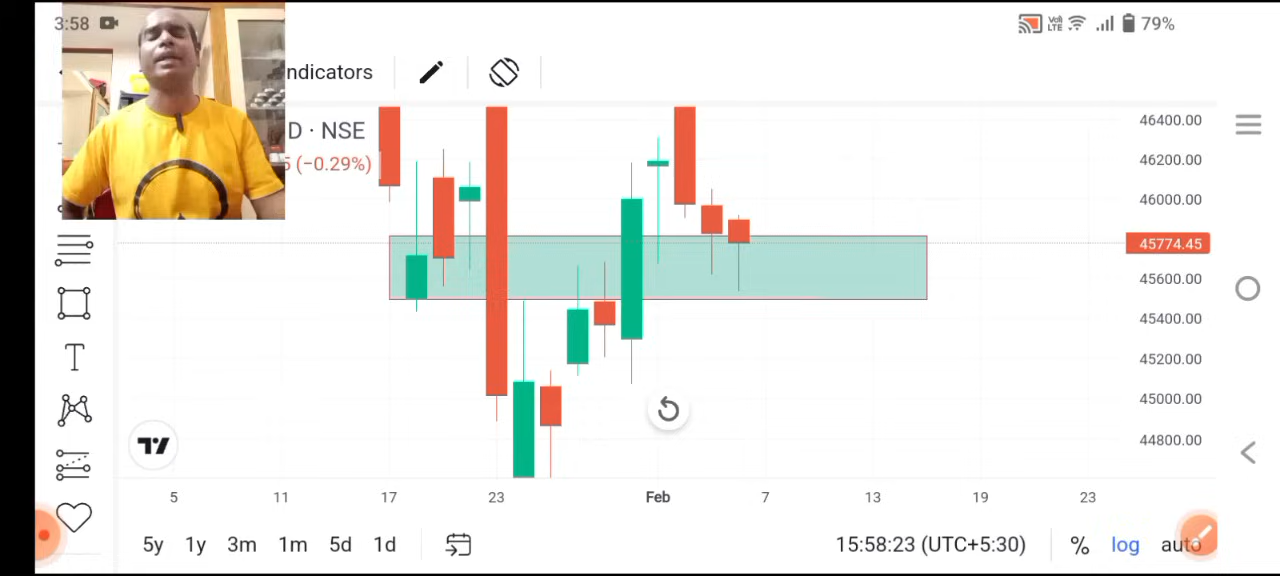 3:58
Vo)
LTE
79%
ndicators
D · NSE
5 (−0.29%)
46400.00
46200.00
46000.00
45774.45
45600.00
45400.00
45200.00
45000.00
44800.00
T
5 11 17 23 Feb 7 13 19 23
5y 1y 3m 1m 5d 1d 15:58:23 (UTC+5:30) % log auto